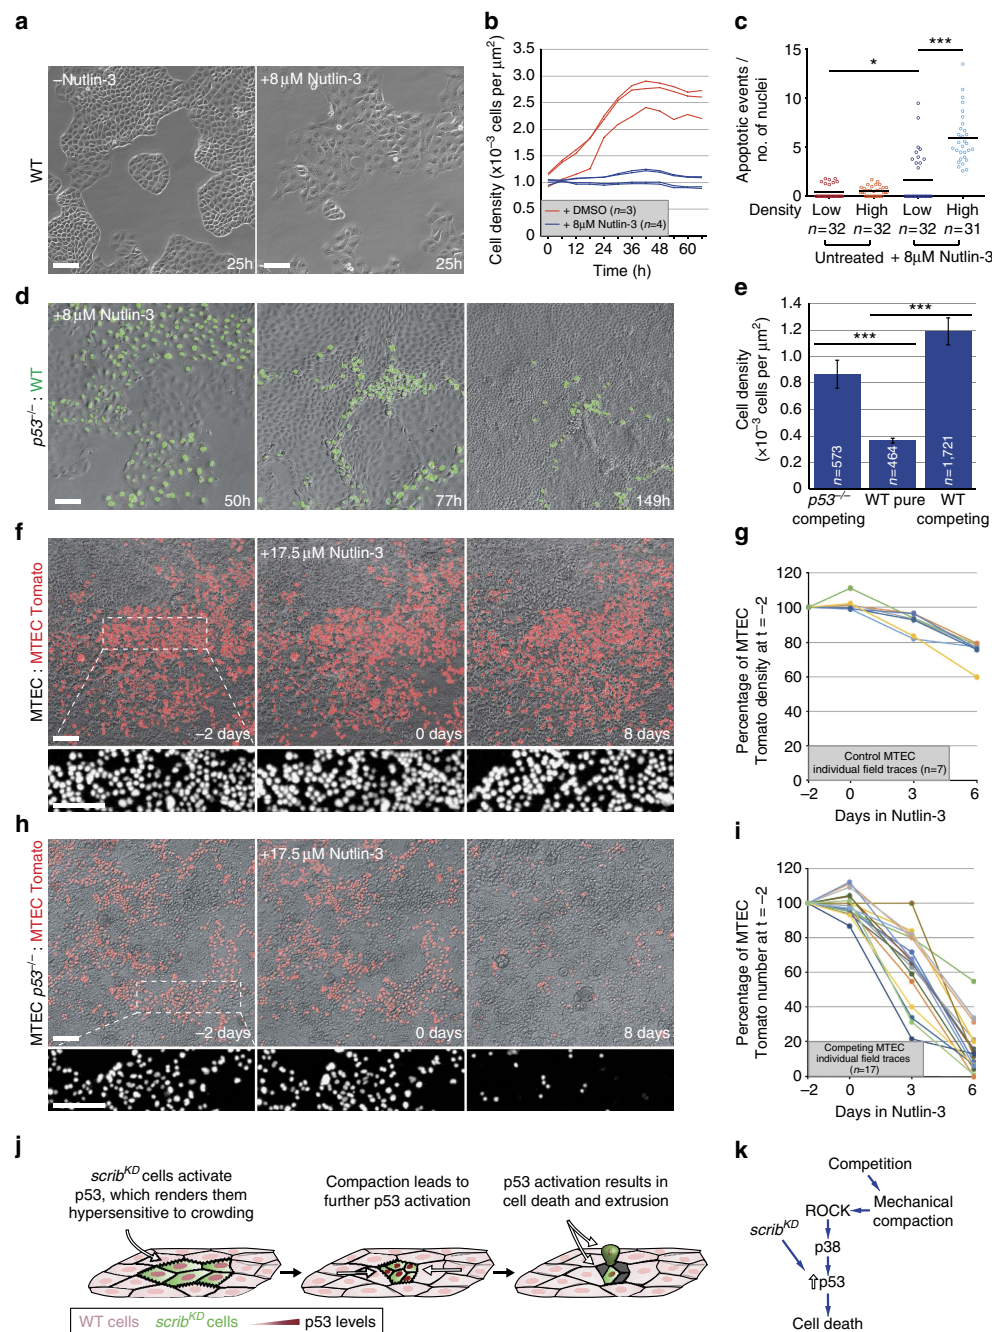 a
–Nutlin-3
+8 μM Nutlin-3
WT
25h
25h
b
Cell density (x10⁻³ cells per μm²)
3.5
3.0
2.5
2.0
1.5
1.0
0.5
0
+ DMSO (n=3)
+ 8μM Nutlin-3 (n=4)
0 12 24 36 48 60
Time (h)
c
Apoptotic events /
no. of nuclei
15
10
5
0
*
***
Density
Low High Low High
n=32 n=32 n=32 n=31
Untreated + 8μM Nutlin-3
d
+8 μM Nutlin-3
p53⁻/⁻ : WT
50h
77h
149h
e
Cell density
(×10⁻³ cells per μm²)
1.4
1.2
1.0
0.8
0.6
0.4
0.2
0
***
***
n=573
n=464
n=1,721
p53⁻/⁻
competing
WT pure
WT
competing
f
+17.5 μM Nutlin-3
MTEC : MTEC Tomato
–2 days
0 days
8 days
g
Percentage of MTEC
Tomato density at t = –2
120
100
80
60
40
20
0
Control MTEC
individual field traces (n=7)
–2 0 3 6
Days in Nutlin-3
h
+17.5 μM Nutlin-3
MTEC p53⁻/⁻ : MTEC Tomato
–2 days
0 days
8 days
i
Percentage of MTEC
Tomato number at t = –2
120
100
80
60
40
20
0
Competing MTEC
individual field traces
(n=17)
–2 0 3 6
Days in Nutlin-3
j
scribᴷᴰ cells activate
p53, which renders them
hypersensitive to crowding
Compaction leads to
further p53 activation
p53 activation results in
cell death and extrusion
WT cells scribᴷᴰ cells p53 levels
k
Competition
Mechanical
compaction
ROCK
scribᴷᴰ
p38
⇧p53
Cell death